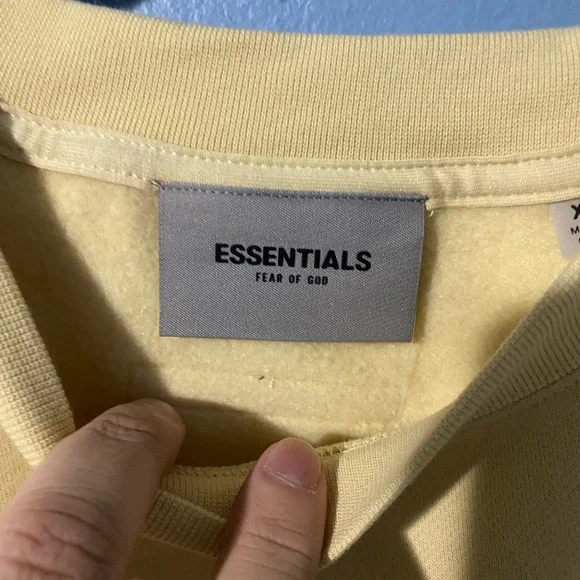 ESSENTIALS
FEAR OF GOD
X
M